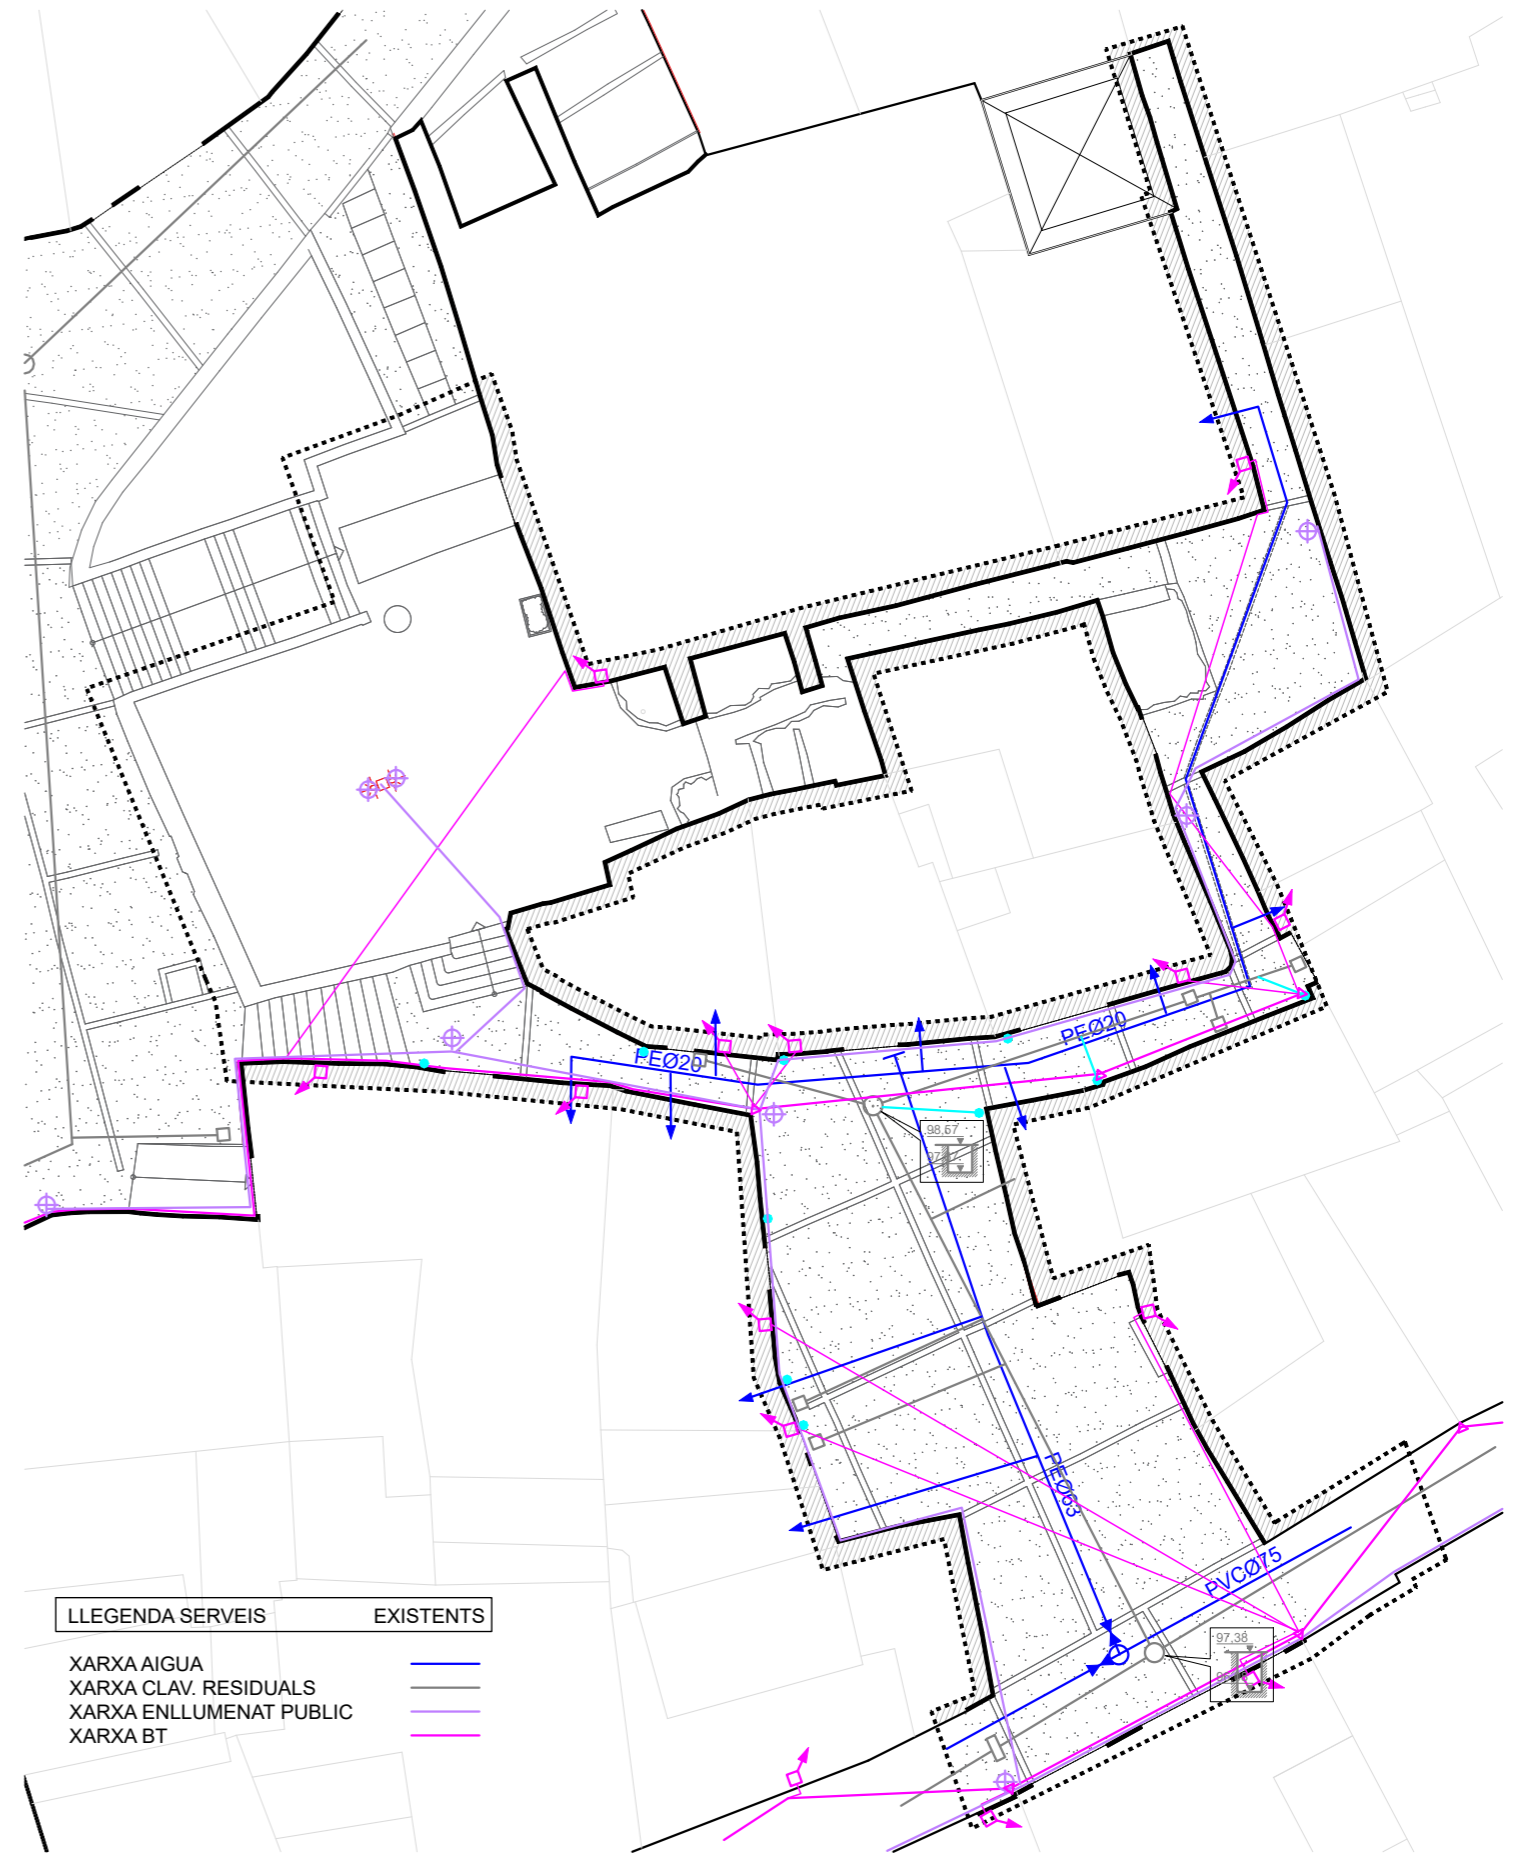 PEØ20
PEØ20
98,67
PEØ63
PVCØ75
97,38
LLEGENDA SERVEIS EXISTENTS
XARXA AIGUA
XARXA CLAV. RESIDUALS
XARXA ENLLUMENAT PUBLIC
XARXA BT